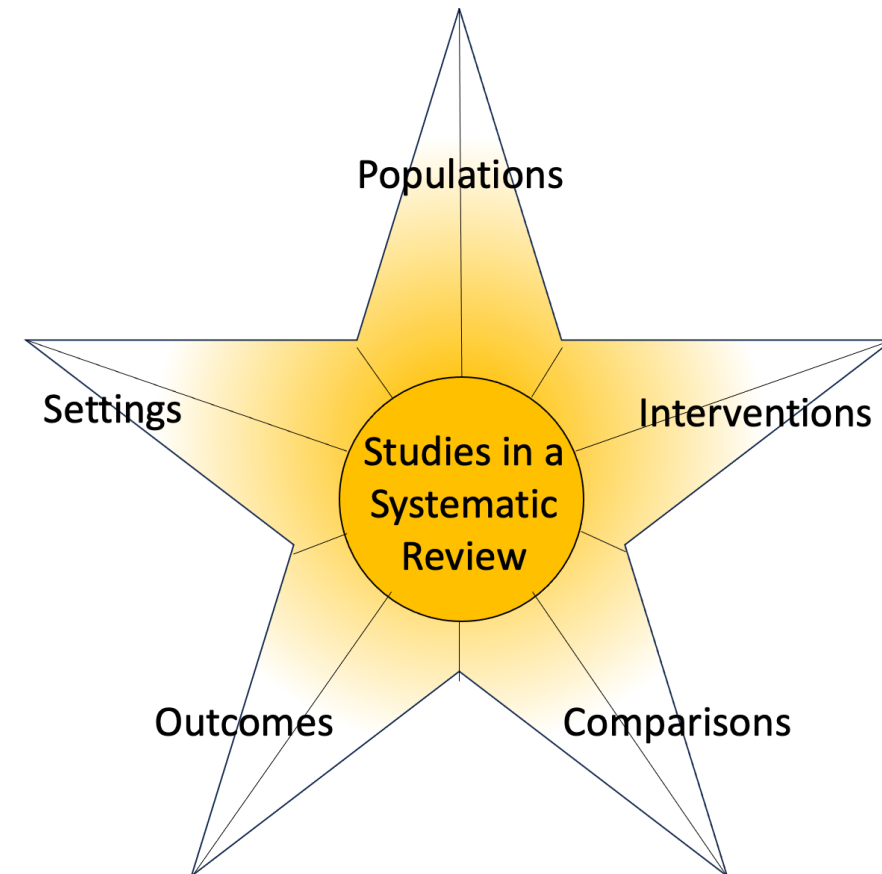 Populations
Settings
Interventions
Studies in a
Systematic
Review
Outcomes
Comparisons